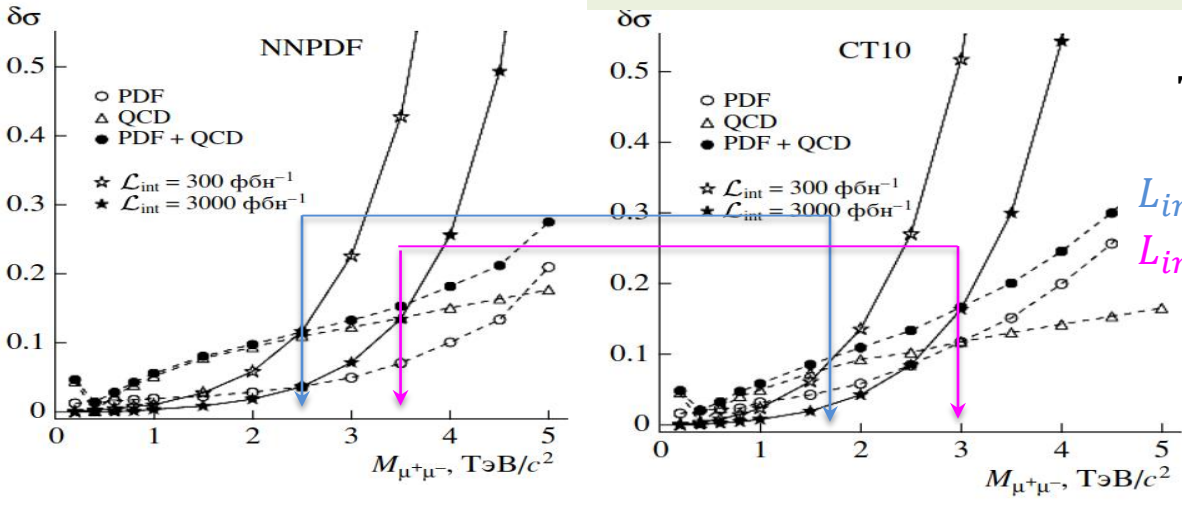 δσ
NNPDF
0.5
0.4
0.3
0.2
0.1
0
○ PDF
△ QCD
● PDF + QCD
☆ ℒint = 300 фбн⁻¹
★ ℒint = 3000 фбн⁻¹
0 1 2 3 4 5
Mμ⁺μ⁻, ТэВ/c²
δσ
CT10
0.5
0.4
0.3
0.2
0.1
0
○ PDF
△ QCD
● PDF + QCD
☆ ℒint = 300 фбн⁻¹
★ ℒint = 3000 фбн⁻¹
0 1 2 3 4 5
Mμ⁺μ⁻, ТэВ/c²